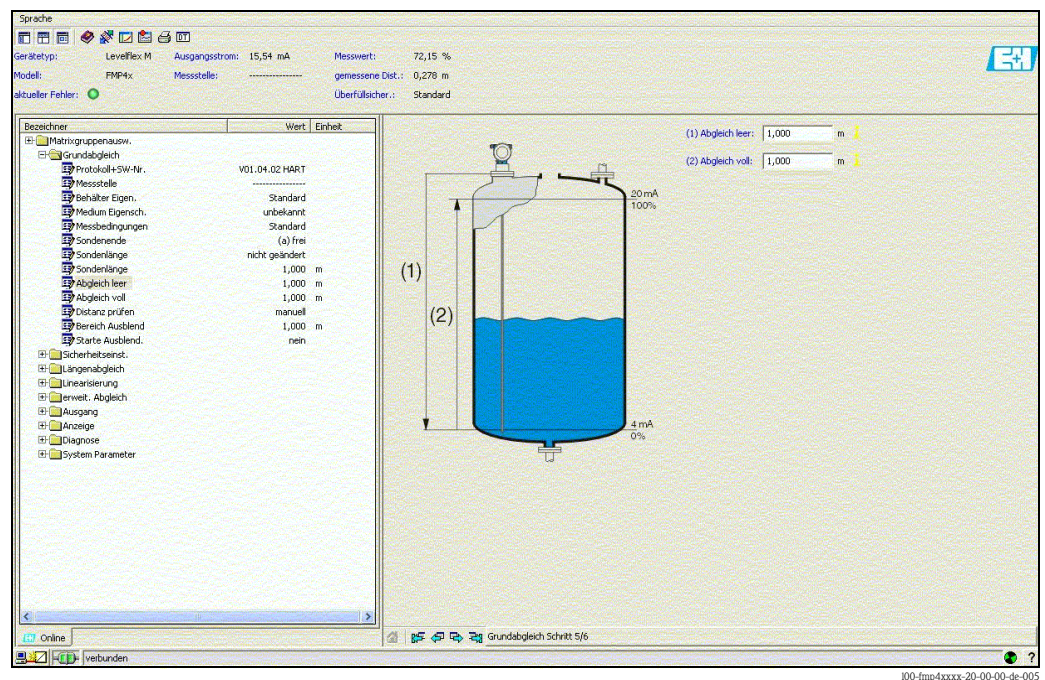 Sprache
DT
Gerätetyp: Levelflex M Ausgangsstrom: 15,54 mA Messwert: 72,15 %
Modell: FMP4x Messstelle: ---------------- gemessene Dist.: 0,278 m
aktueller Fehler: Überfüllsicher.: Standard
E+H
Bezeichner Wert Einheit
Matrixgruppenausw.
Grundabgleich
Protokoll+SW-Nr. V01.04.02 HART
Messstelle ----------------
Behälter Eigen. Standard
Medium Eigensch. unbekannt
Messbedingungen Standard
Sondenende (a) frei
Sondenlänge nicht geändert
Sondenlänge 1,000 m
Abgleich leer 1,000 m
Abgleich voll 1,000 m
Distanz prüfen manuell
Bereich Ausblend 1,000 m
Starte Ausblend. nein
Sicherheitseinst.
Längenabgleich
Linearisierung
erweit. Abgleich
Ausgang
Anzeige
Diagnose
System Parameter
(1) Abgleich leer: 1,000 m
(2) Abgleich voll: 1,000 m
20 mA
100%
(1)
(2)
4 mA
0%
Online
Grundabgleich Schritt 5/6
verbunden
?
l00-fmp4xxxx-20-00-00-de-005